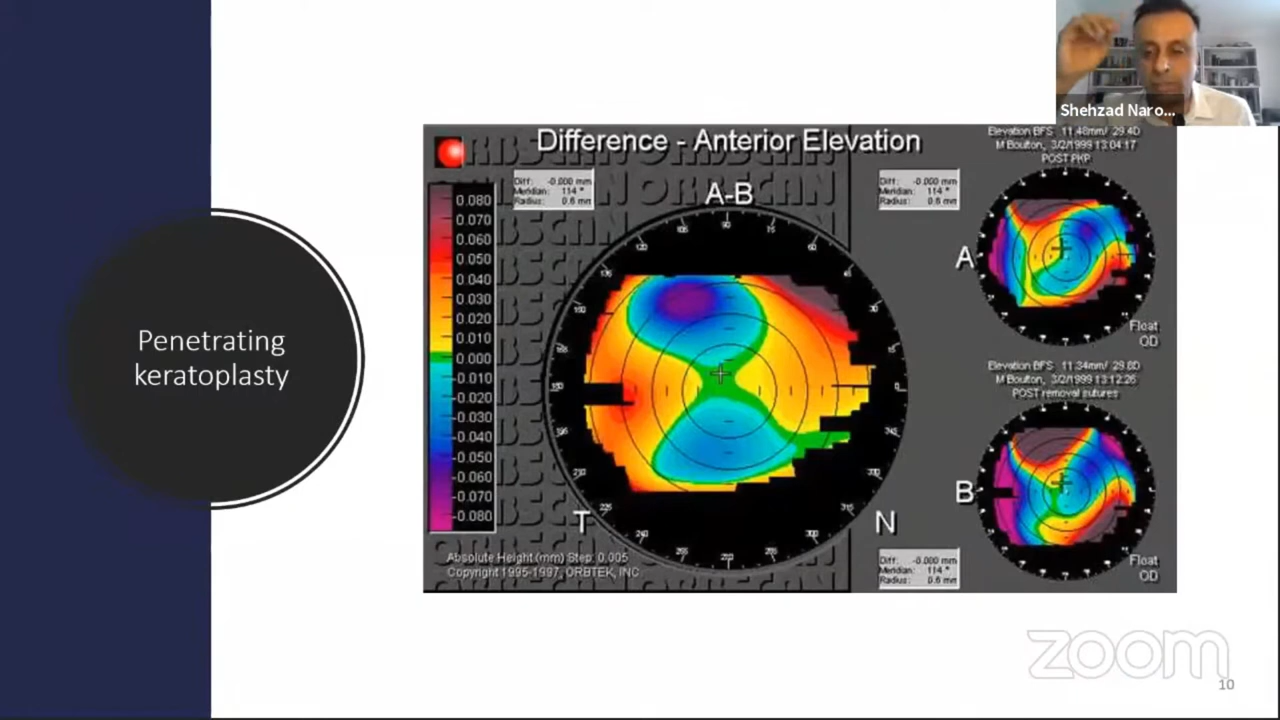 Shehzad Naro...
Penetrating
keratoplasty
Difference - Anterior Elevation
Diff: -0.000 mm
Meridian: 114 °
Radius: 0.6 mm
A-B
0.080
0.070
0.060
0.050
0.040
0.030
0.020
0.010
0.000
-0.010
-0.020
-0.030
-0.040
-0.050
-0.060
-0.070
-0.080
T
N
Absolute Height (mm) Step: 0.005
Copyright 1995-1997, ORBTEK, INC.
Diff: -0.000 mm
Meridian: 114 °
Radius: 0.6 mm
Elevation BFS 11.48mm/ 29.4D
M Boulton, 3/2/1999 13:04:17
POST PKP
A
Float
OD
Elevation BFS 11.34mm/ 29.8D
M Boulton, 3/2/1999 13:12:26
POST removal sutures
B
Float
OD
Diff: -0.000 mm
Meridian: 114 °
Radius: 0.6 mm
zoom
10